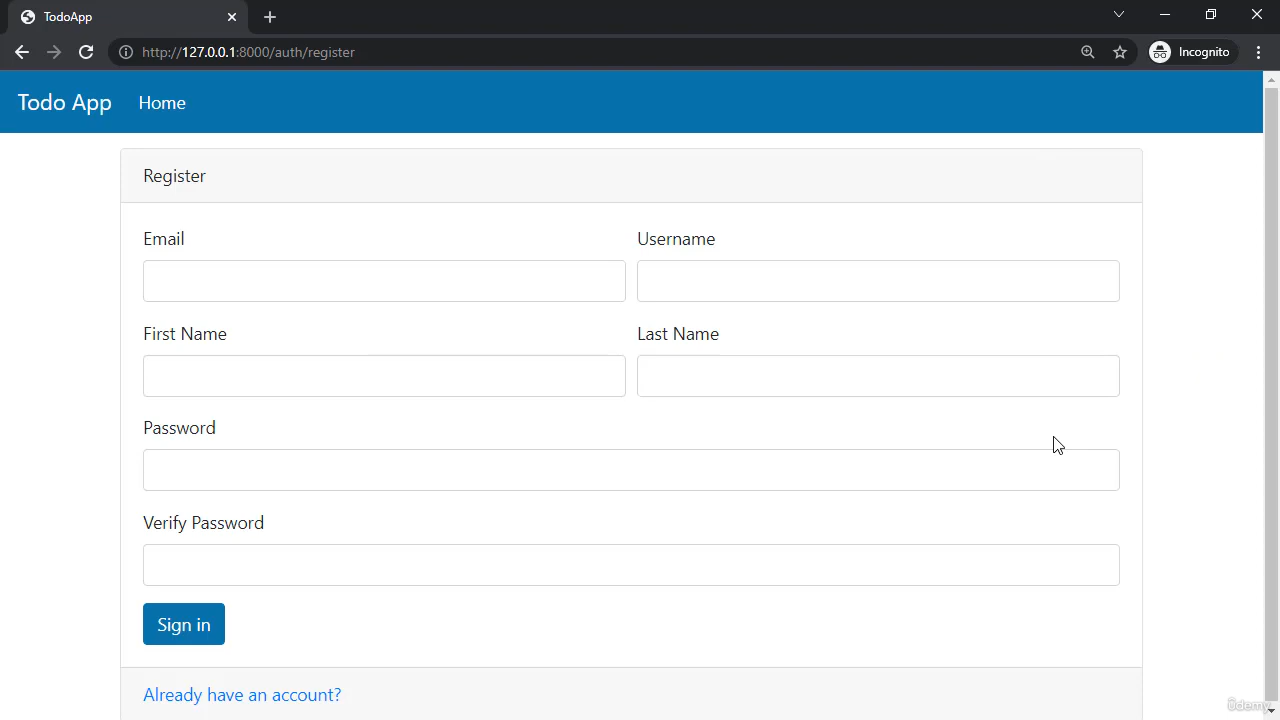 TodoApp
http://127.0.0.1:8000/auth/register
Incognito
Todo App
Home
Register
Email
Username
First Name
Last Name
Password
Verify Password
Sign in
Already have an account?
Udemy